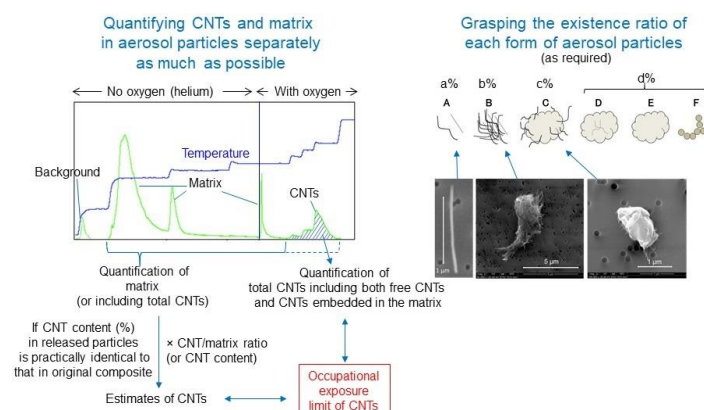 Quantifying CNTs and matrix
in aerosol particles separately
as much as possible
No oxygen (helium)
With oxygen
Temperature
Background
Matrix
CNTs
Quantification of
matrix
(or including total CNTs)
Quantification of
total CNTs including both free CNTs
and CNTs embedded in the matrix
If CNT content (%)
in released particles
is practically identical to
that in original composite
× CNT/matrix ratio
(or CNT content)
Estimates of CNTs
Occupational
exposure
limit of CNTs
Grasping the existence ratio of
each form of aerosol particles
(as required)
a%
b%
c%
d%
A
B
C
D
E
F
1 μm
5 μm
1 μm